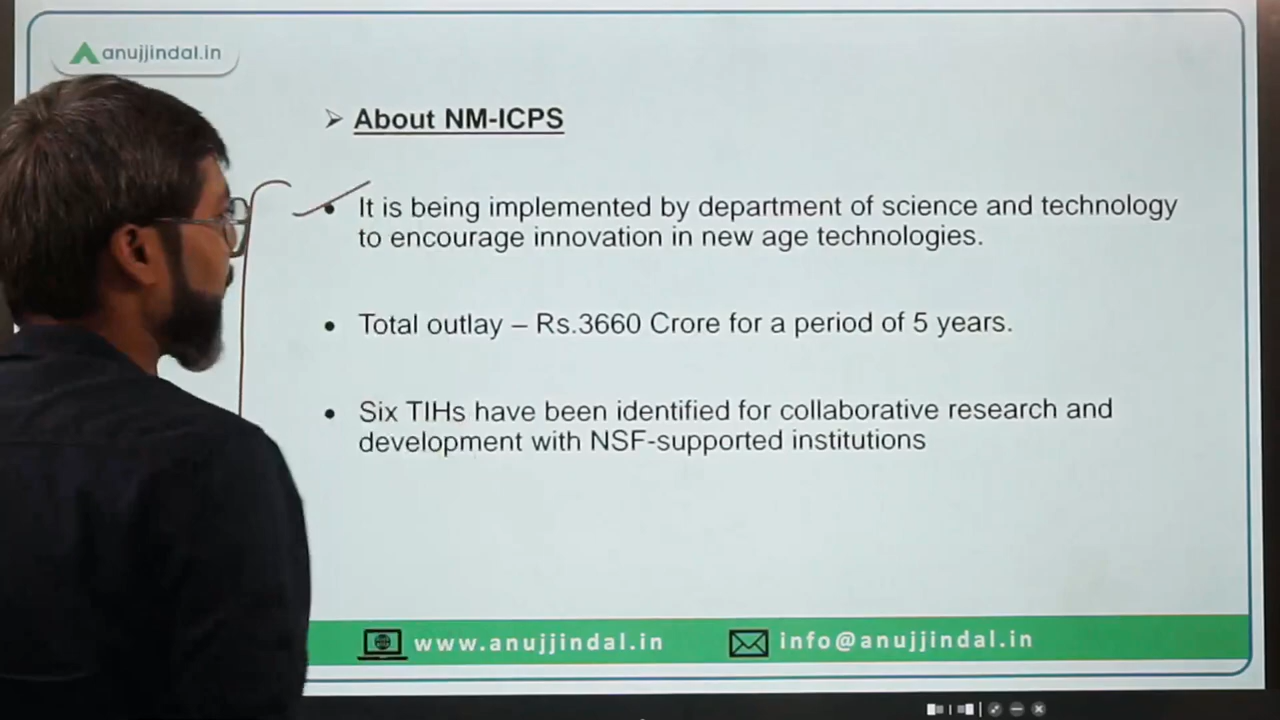 anujjindal.in
About NM-ICPS
It is being implemented by department of science and technology
to encourage innovation in new age technologies.
Total outlay – Rs.3660 Crore for a period of 5 years.
Six TIHs have been identified for collaborative research and
development with NSF-supported institutions
www.anujjindal.in
info@anujjindal.in